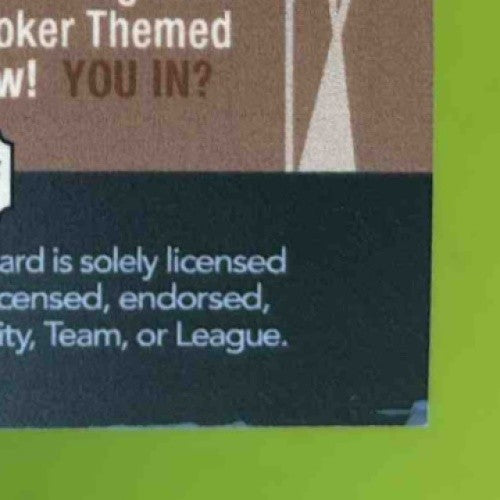 oker Themed
w! YOU IN?
ard is solely licensed
censed, endorsed,
ity, Team, or League.